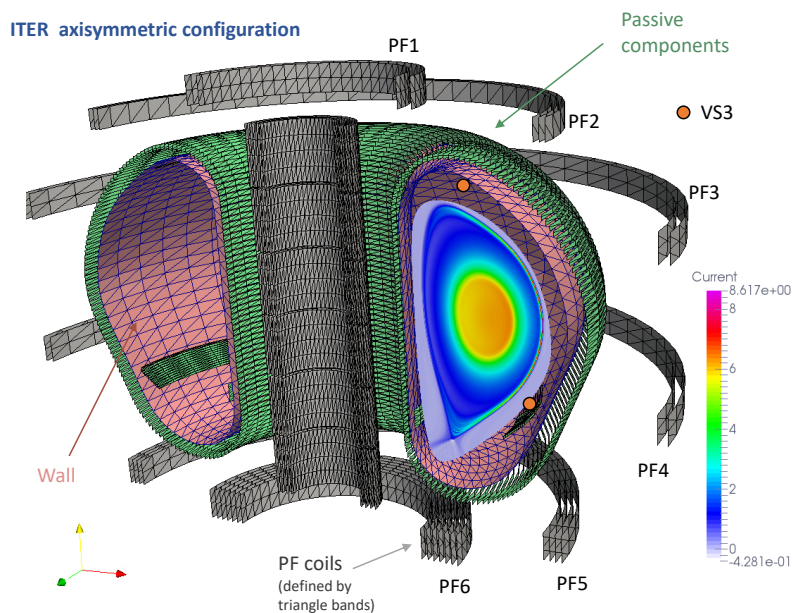 ITER axisymmetric configuration
Passive
components
PF1
VS3
PF2
PF3
Current
8.617e+00
8
6
4
2
0
-4.281e-01
PF4
Wall
PF coils
(defined by
triangle bands)
PF6
PF5